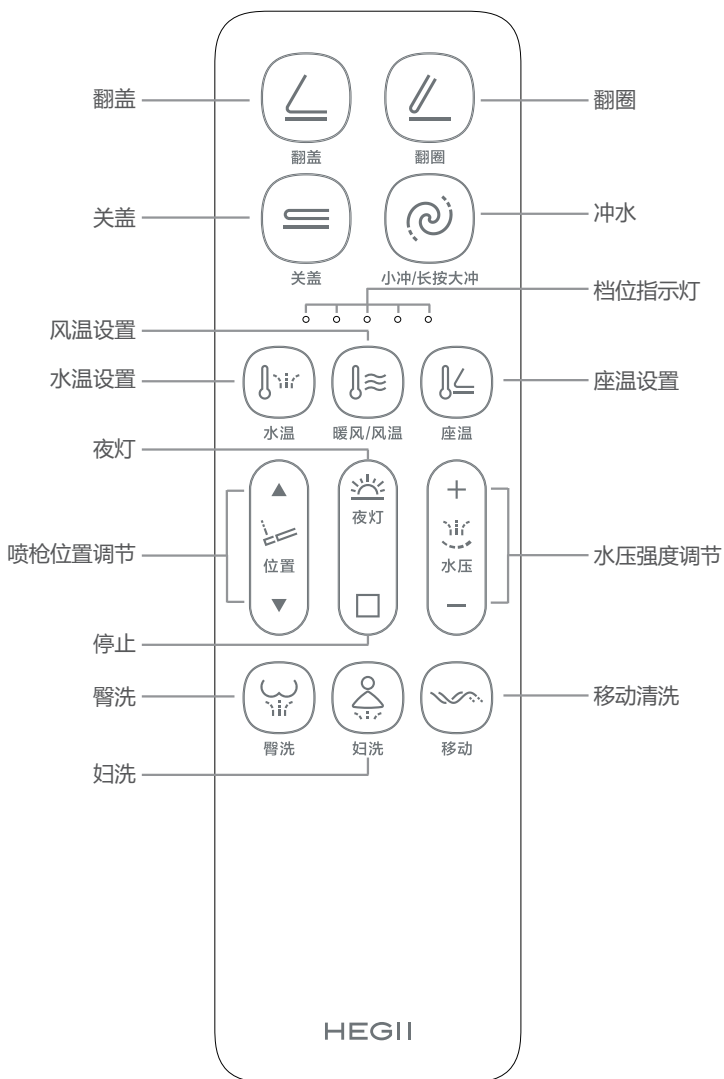 翻盖
翻圈
翻盖
翻圈
关盖
冲水
关盖
小冲/长按大冲
档位指示灯
风温设置
水温设置
座温设置
水温
暖风/风温
座温
夜灯
夜灯
喷枪位置调节
位置
水压
水压强度调节
停止
臀洗
移动清洗
臀洗
妇洗
移动
妇洗
HEGII